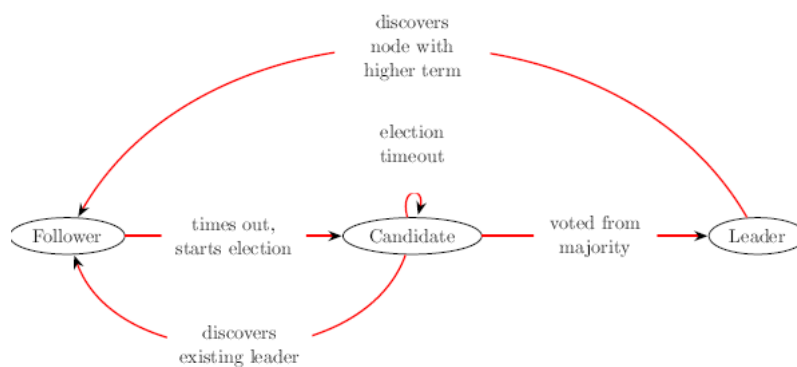 discovers
node with
higher term
election
timeout
Follower
times out,
starts election
Candidate
voted from
majority
Leader
discovers
existing leader